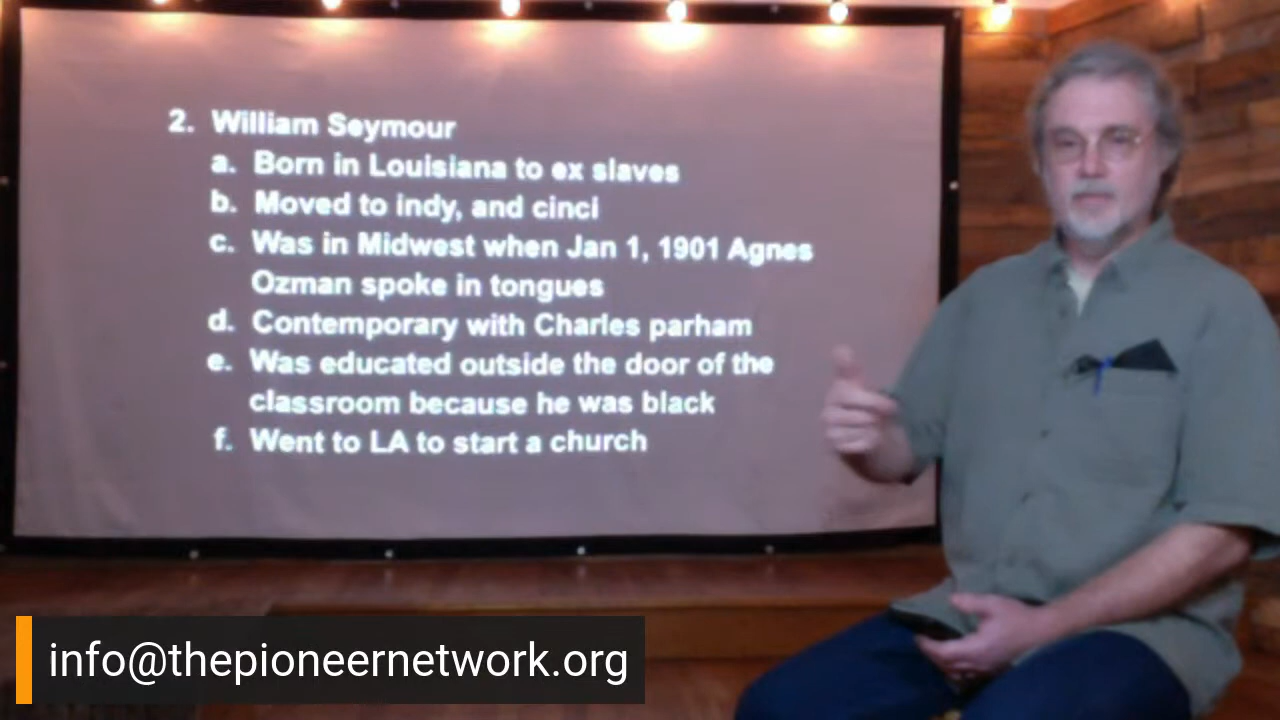 2. William Seymour
a. Born in Louisiana to ex slaves
b. Moved to indy, and cinci
c. Was in Midwest when Jan 1, 1901 Agnes
Ozman spoke in tongues
d. Contemporary with Charles parham
e. Was educated outside the door of the
classroom because he was black
f. Went to LA to start a church
info@thepioneernetwork.org